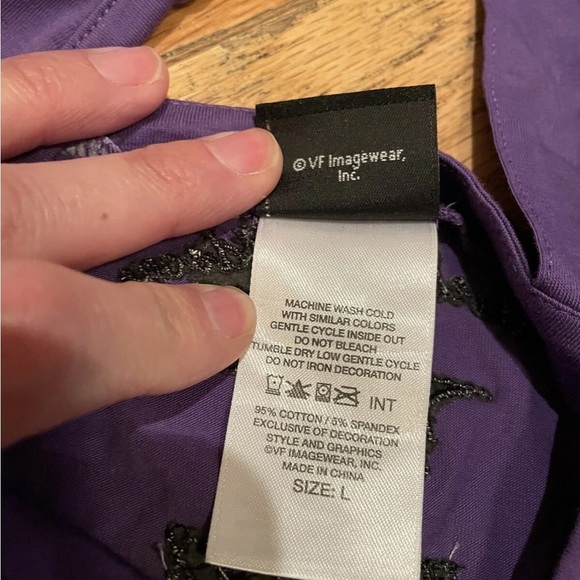 © VF Imagewear,
Inc.
MACHINE WASH COLD
WITH SIMILAR COLORS
GENTLE CYCLE INSIDE OUT
DO NOT BLEACH
TUMBLE DRY LOW GENTLE CYCLE
DO NOT IRON DECORATION
INT
95% COTTON / 5% SPANDEX
EXCLUSIVE OF DECORATION
STYLE AND GRAPHICS
©VF IMAGEWEAR, INC.
MADE IN CHINA
SIZE: L